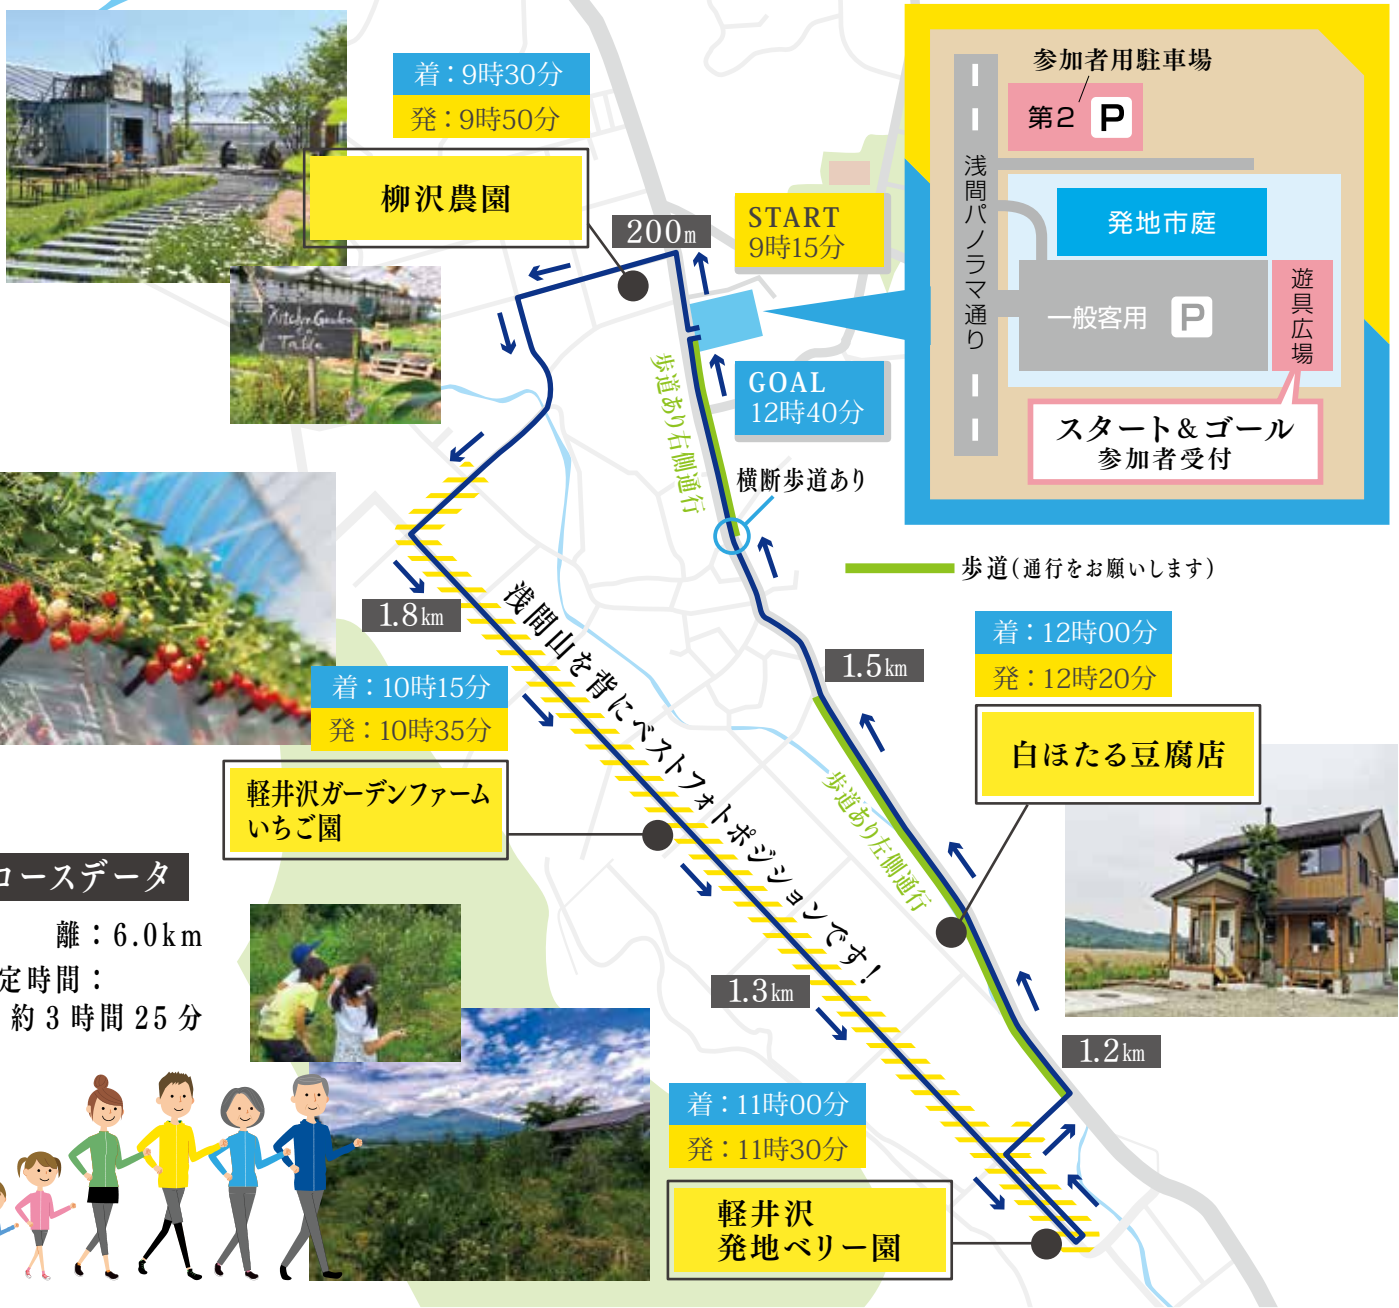 着：9時30分
発：9時50分
柳沢農園
200m
START
9時15分
GOAL
12時40分
歩道あり右側通行
横断歩道あり
参加者用駐車場
第2 P
浅間パノラマ通り
発地市庭
一般客用 P
遊具広場
スタート＆ゴール
参加者受付
歩道(通行をお願いします)
Kitchen Garden
Table
1.8km
浅間山を背にベストフォトポジションです！
着：10時15分
発：10時35分
軽井沢ガーデンファーム
いちご園
1.5km
着：12時00分
発：12時20分
白ほたる豆腐店
歩道あり左側通行
コースデータ
離：6.0km
定時間：
約3時間25分
1.3km
1.2km
着：11時00分
発：11時30分
軽井沢
発地ベリー園